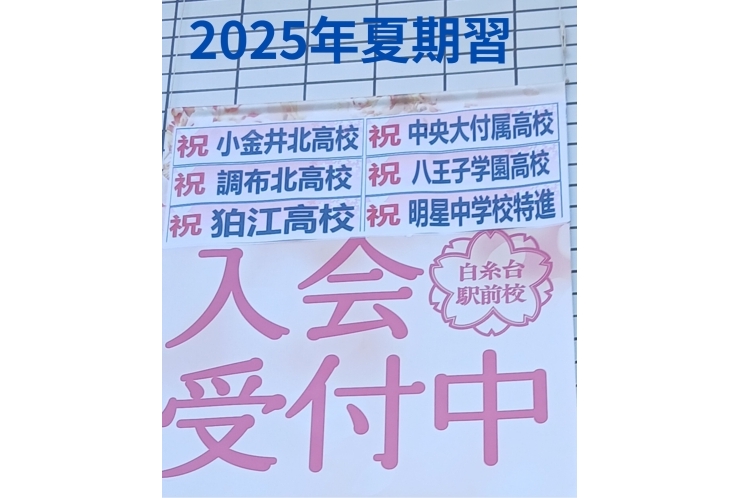 2025年夏期習
祝 小金井北高校 祝 中央大付属高校
祝 調布北高校 祝 八王子学園高校
祝 狛江高校 祝 明星中学校特進
入会
白糸台
駅前校
受付中